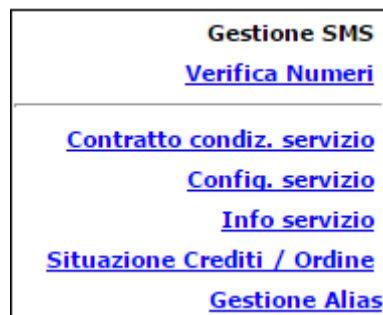 Gestione SMS
Verifica Numeri
Contratto condiz. servizio
Config. servizio
Info servizio
Situazione Crediti / Ordine
Gestione Alias